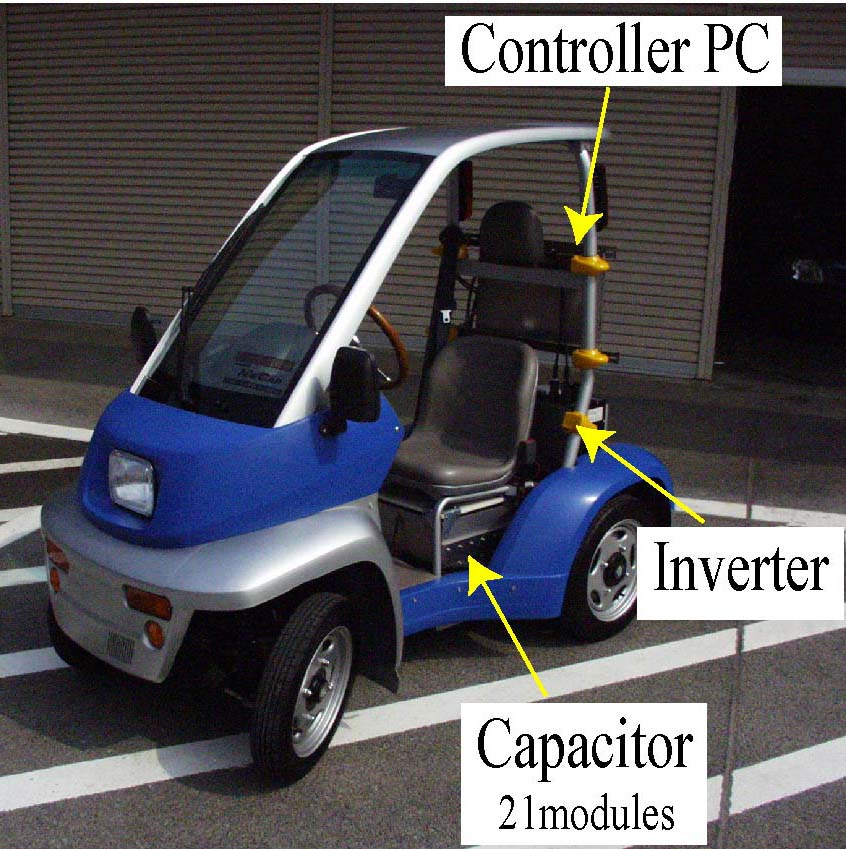 Controller PC
Inverter
Capacitor
21modules